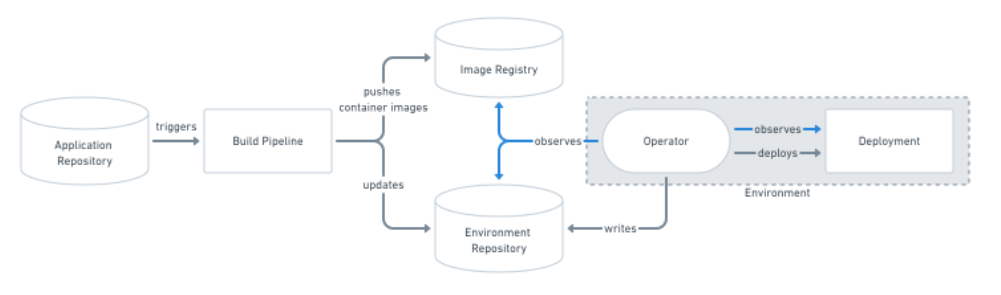 Application
Repository
triggers
Build Pipeline
pushes
container images
updates
Image Registry
Environment
Repository
observes
Operator
observes
deploys
Deployment
Environment
writes